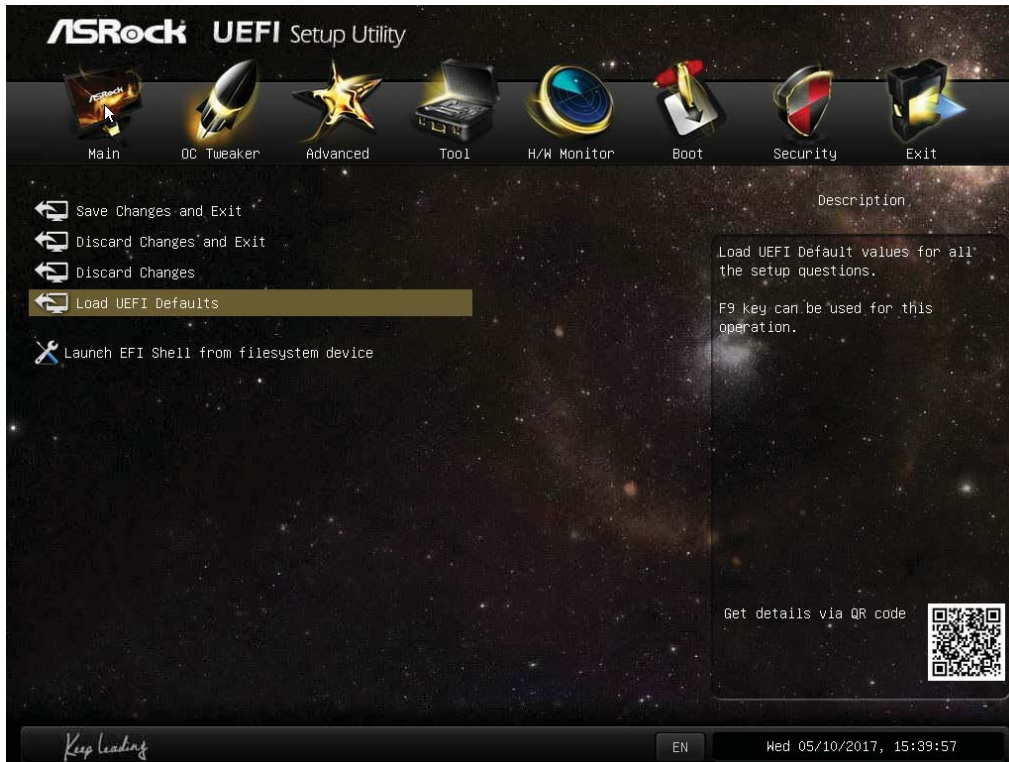 ASRock UEFI Setup Utility
ASRock
Main OC Tweaker Advanced Tool H/W Monitor Boot Security Exit
Save Changes and Exit
Discard Changes and Exit
Discard Changes
Load UEFI Defaults
Launch EFI Shell from filesystem device
Description
Load UEFI Default values for all
the setup questions.
F9 key can be used for this
operation.
Get details via QR code
Keep Leading
EN
Wed 05/10/2017, 15:39:57